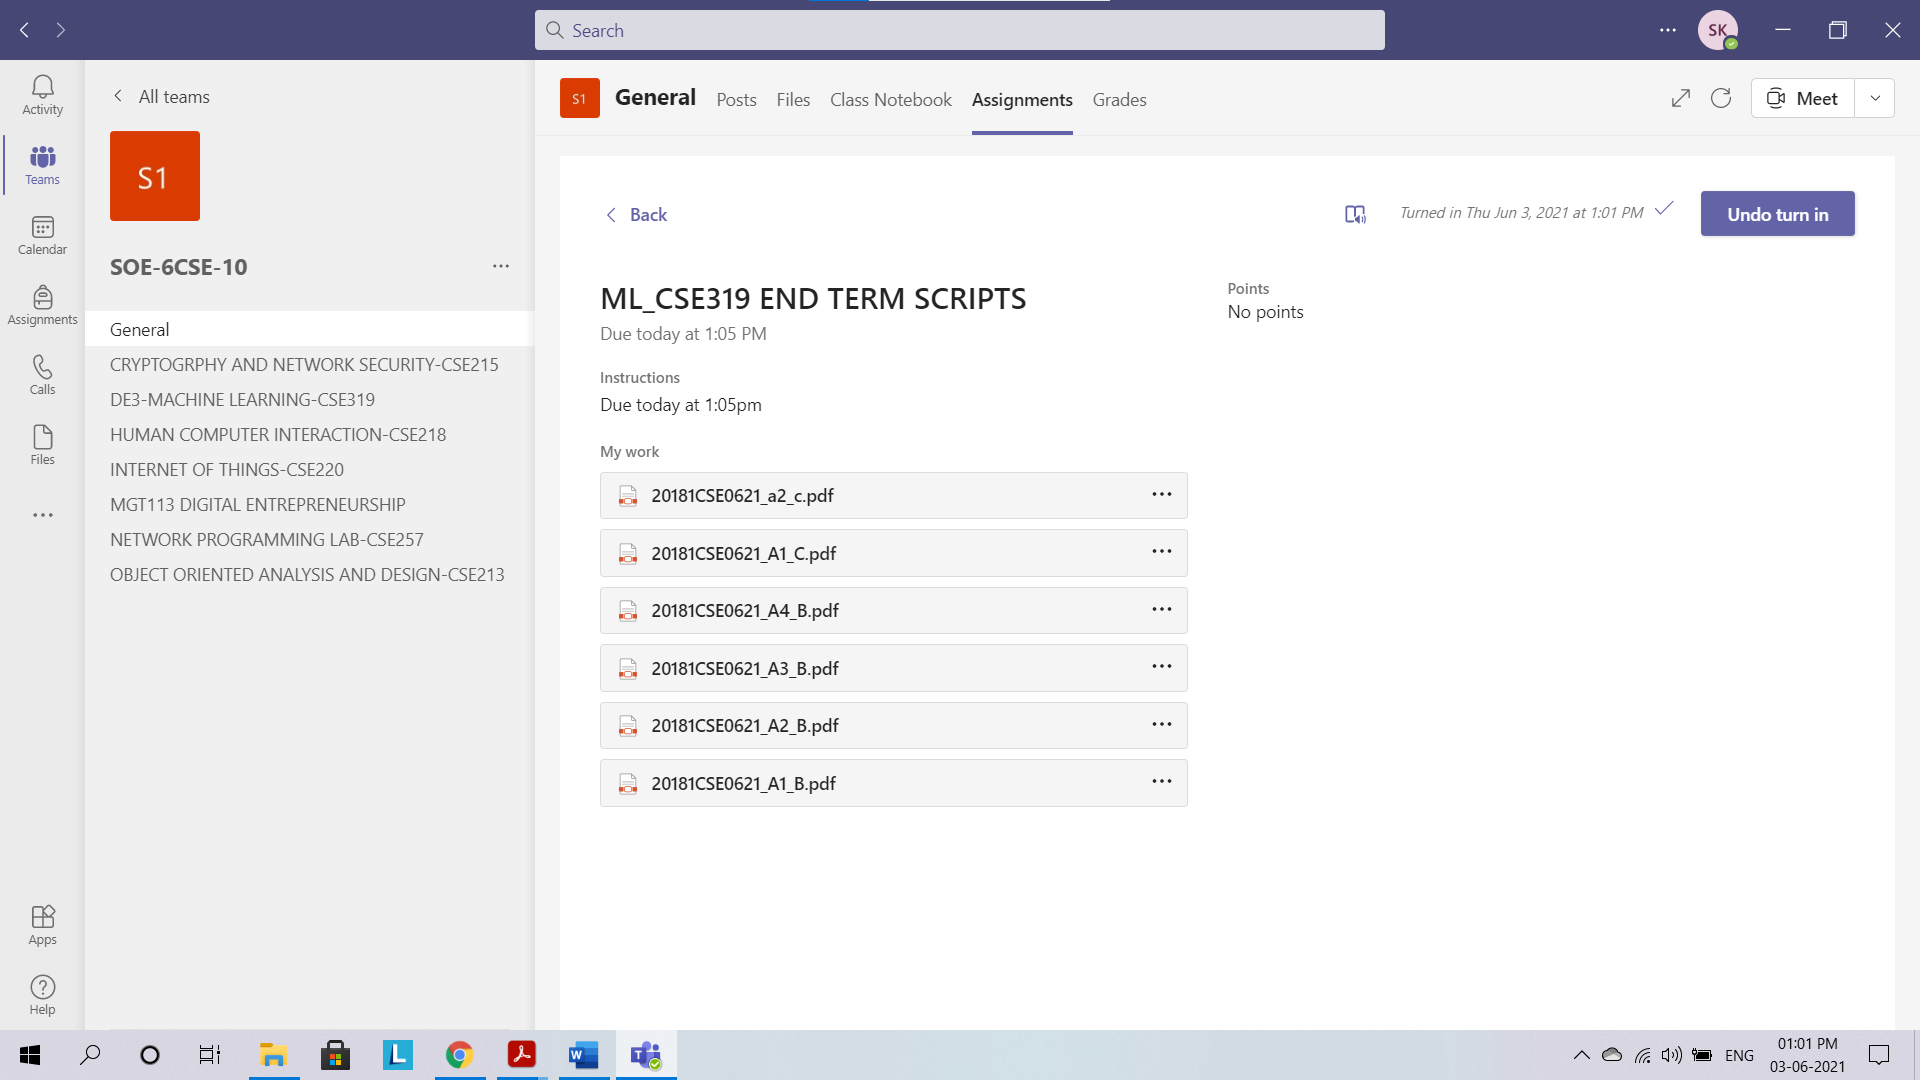 Search
SK
Activity
Teams
Calendar
Assignments
Calls
Files
Apps
Help
All teams
S1
SOE-6CSE-10
General
CRYPTOGRPHY AND NETWORK SECURITY-CSE215
DE3-MACHINE LEARNING-CSE319
HUMAN COMPUTER INTERACTION-CSE218
INTERNET OF THINGS-CSE220
MGT113 DIGITAL ENTREPRENEURSHIP
NETWORK PROGRAMMING LAB-CSE257
OBJECT ORIENTED ANALYSIS AND DESIGN-CSE213
S1 General Posts Files Class Notebook Assignments Grades Meet
Back
Turned in Thu Jun 3, 2021 at 1:01 PM
Undo turn in
ML_CSE319 END TERM SCRIPTS
Due today at 1:05 PM
Points
No points
Instructions
Due today at 1:05pm
My work
20181CSE0621_a2_c.pdf
20181CSE0621_A1_C.pdf
20181CSE0621_A4_B.pdf
20181CSE0621_A3_B.pdf
20181CSE0621_A2_B.pdf
20181CSE0621_A1_B.pdf
L
W
T
ENG
01:01 PM
03-06-2021